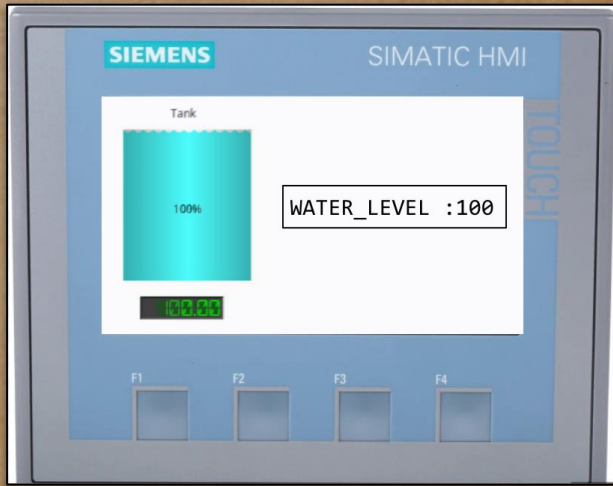 SIEMENS
SIMATIC HMI
TOUCH
Tank
100%
WATER_LEVEL :100
100.00
F1
F2
F3
F4